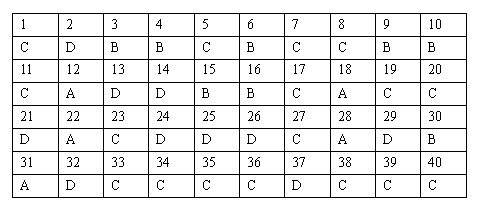 1 2 3 4 5 6 7 8 9 10
C D B B C B C C B B
11 12 13 14 15 16 17 18 19 20
C A D D B B C A C C
21 22 23 24 25 26 27 28 29 30
D A C D D D C A D B
31 32 33 34 35 36 37 38 39 40
A D C C C C D C C C